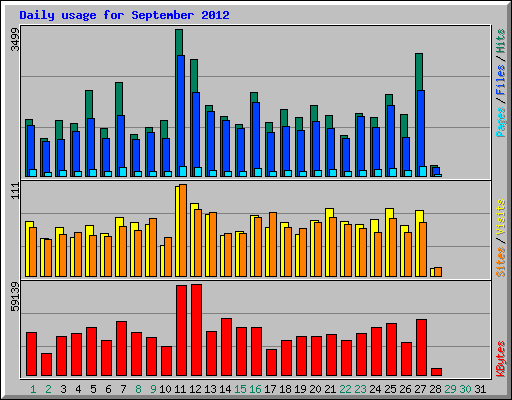 Daily usage for September 2012
3499
Pages/Files/Hits
111
Sites/Visits
59139
KBytes
1 2 3 4 5 6 7 8 9 10 11 12 13 14 15 16 17 18 19 20 21 22 23 24 25 26 27 28 29 30 31